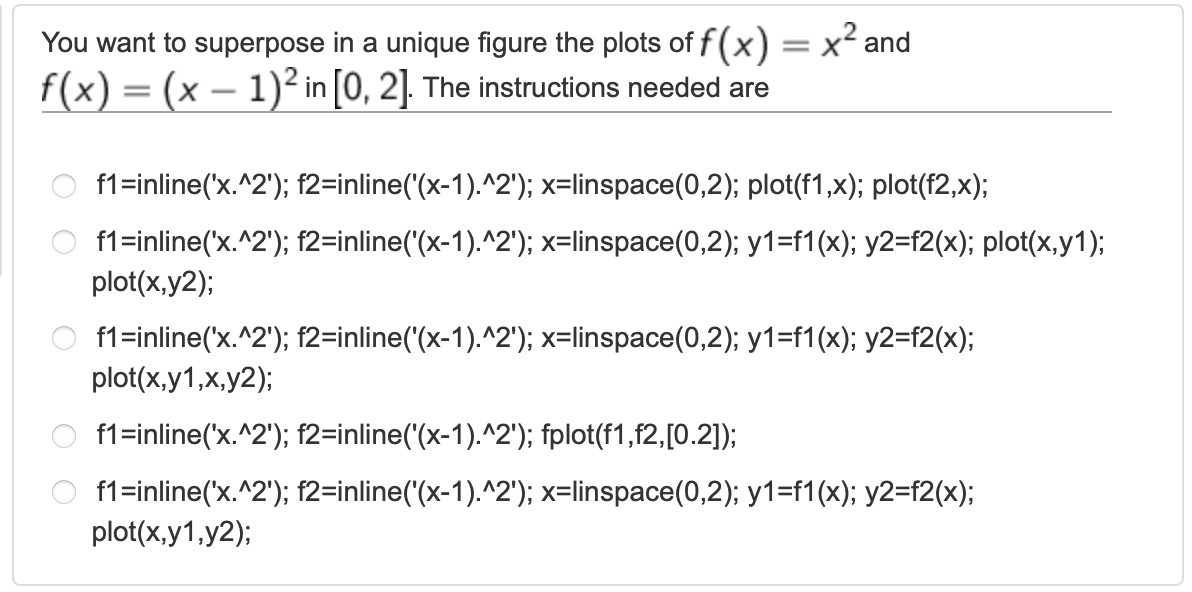 You want to superpose in a unique figure the plots of f(x) = x² and
f(x) = (x − 1)² in [0, 2]. The instructions needed are
f1=inline('x.^2'); f2=inline('(x-1).^2'); x=linspace(0,2); plot(f1,x); plot(f2,x);
f1=inline('x.^2'); f2=inline('(x-1).^2'); x=linspace(0,2); y1=f1(x); y2=f2(x); plot(x,y1);
plot(x,y2);
f1=inline('x.^2'); f2=inline('(x-1).^2'); x=linspace(0,2); y1=f1(x); y2=f2(x);
plot(x,y1,x,y2);
f1=inline('x.^2'); f2=inline('(x-1).^2'); fplot(f1,f2,[0.2]);
f1=inline('x.^2'); f2=inline('(x-1).^2'); x=linspace(0,2); y1=f1(x); y2=f2(x);
plot(x,y1,y2);